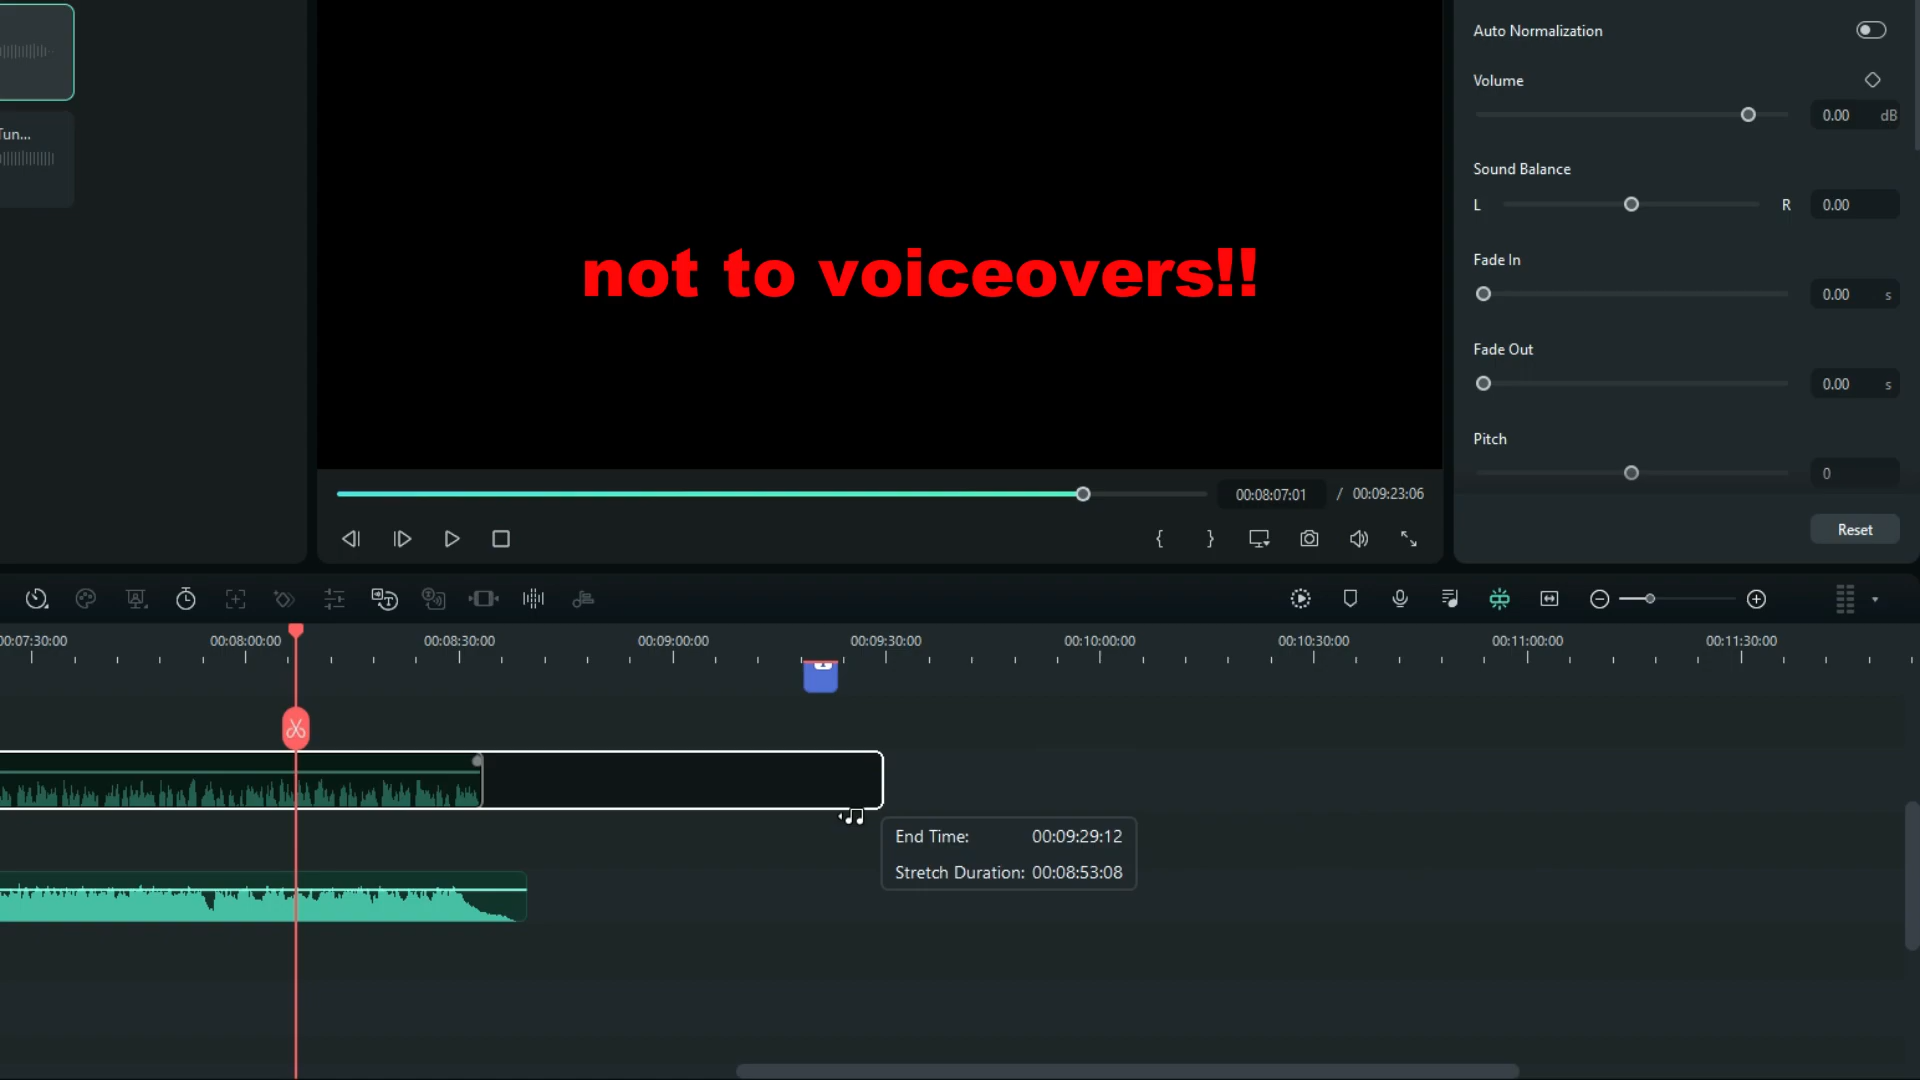 Tun...
not to voiceovers!!
00:08:07:01 / 00:09:23:06
Auto Normalization
Volume
0.00 dB
Sound Balance
L R 0.00
Fade In
0.00 s
Fade Out
0.00 s
Pitch
0
Reset
00:07:30:00 00:08:00:00 00:08:30:00 00:09:00:00 00:09:30:00 00:10:00:00 00:10:30:00 00:11:00:00 00:11:30:00
End Time: 00:09:29:12
Stretch Duration: 00:08:53:08